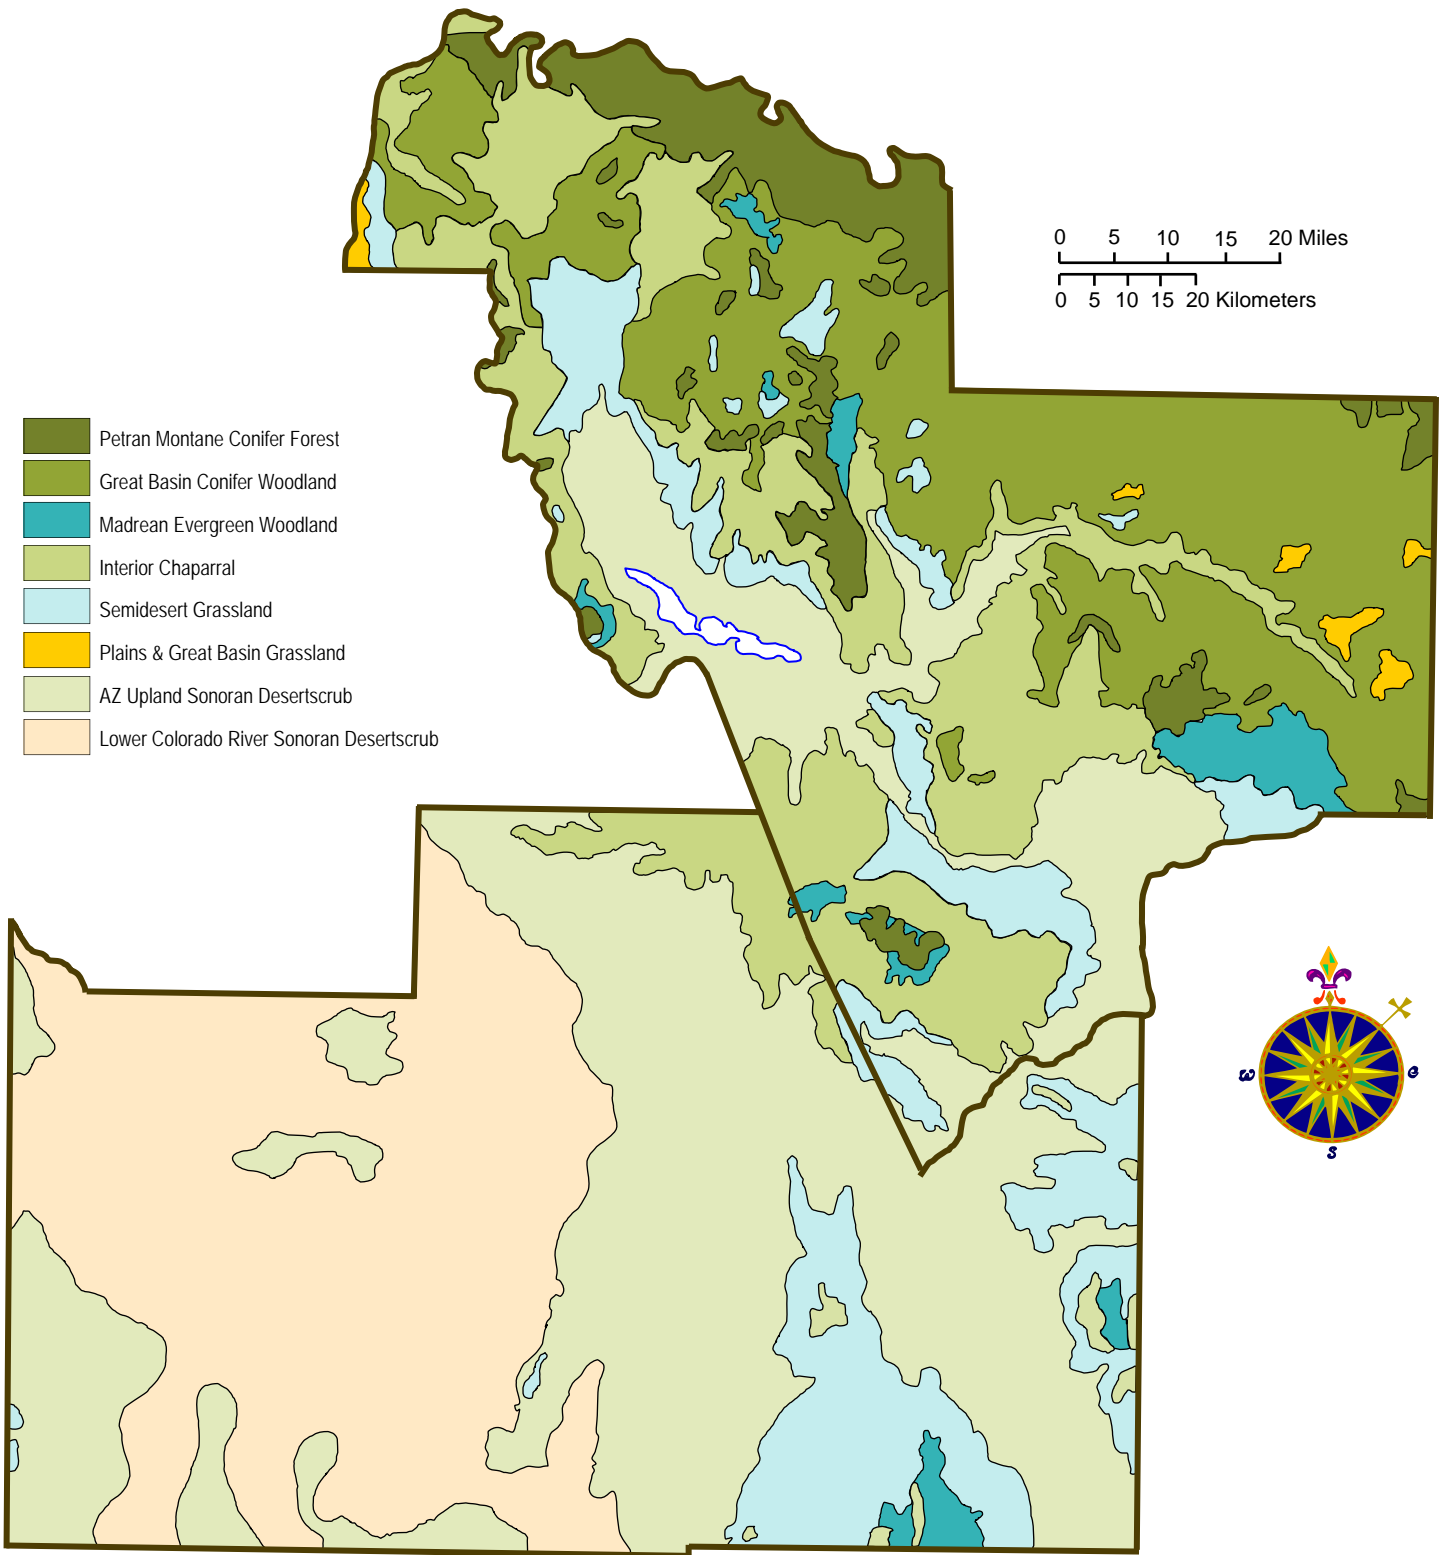 0 5 10 15 20 Miles
0 5 10 15 20 Kilometers
Petran Montane Conifer Forest
Great Basin Conifer Woodland
Madrean Evergreen Woodland
Interior Chaparral
Semidesert Grassland
Plains & Great Basin Grassland
AZ Upland Sonoran Desertscrub
Lower Colorado River Sonoran Desertscrub
w e
s